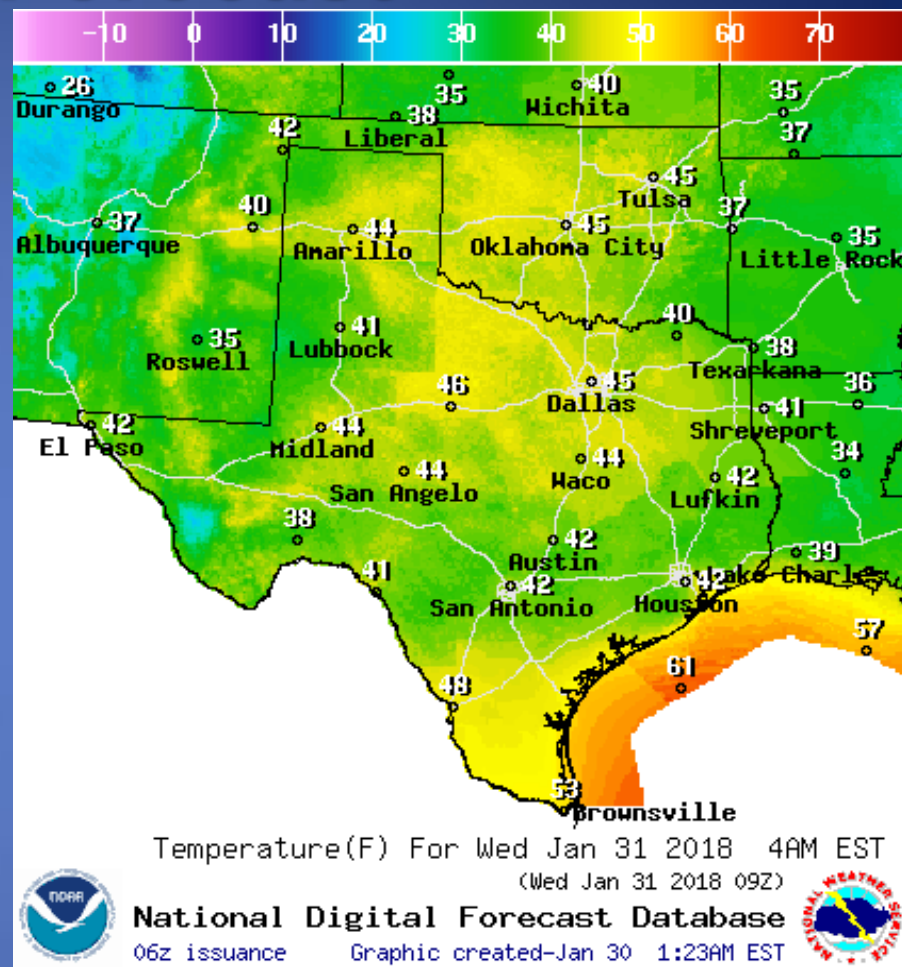 -10 0 10 20 30 40 50 60 70
26
Durango
35
40
Wichita
38
Liberal
35
42
37
45
Tulsa
40
37
Albuquerque
44
Amarillo
45
Oklahoma City
37
35
Little Rock
35
Roswell
41
Lubbock
40
38
Texarkana
46
45
Dallas
36
41
Shreveport
42
El Paso
44
Midland
44
San Angelo
44
Waco
42
Lufkin
34
38
42
Austin
39
Lake Charles
41
42
San Antonio
42
Houston
57
61
48
53
Brownsville
Temperature(F) For Wed Jan 31 2018 4AM EST
(Wed Jan 31 2018 09Z)
National Digital Forecast Database
06z issuance Graphic created-Jan 30 1:23AM EST
NOAA
NATIONAL WEATHER SERVICE